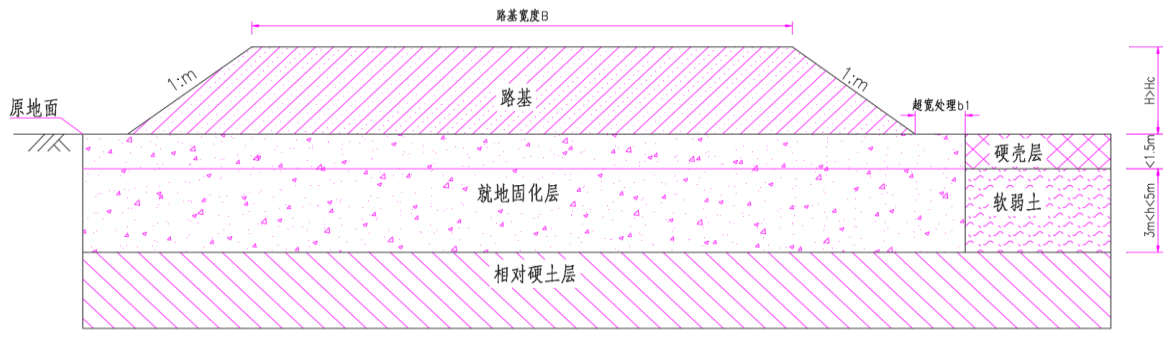 路基宽度B
1:m
1:m
路基
H>Hc
原地面
超宽处理b1
硬壳层
<1.5m
就地固化层
软弱土
3m<h<5m
相对硬土层